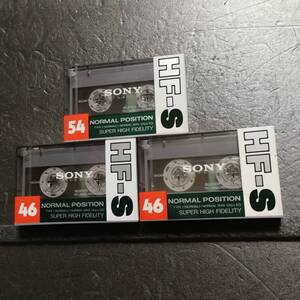 SONY
HF-S
54
NORMAL POSITION
SUPER HIGH FIDELITY
SONY
HF-S
46
NORMAL POSITION
SUPER HIGH FIDELITY
SONY
HF-S
46
NORMAL POSITION
SUPER HIGH FIDELITY